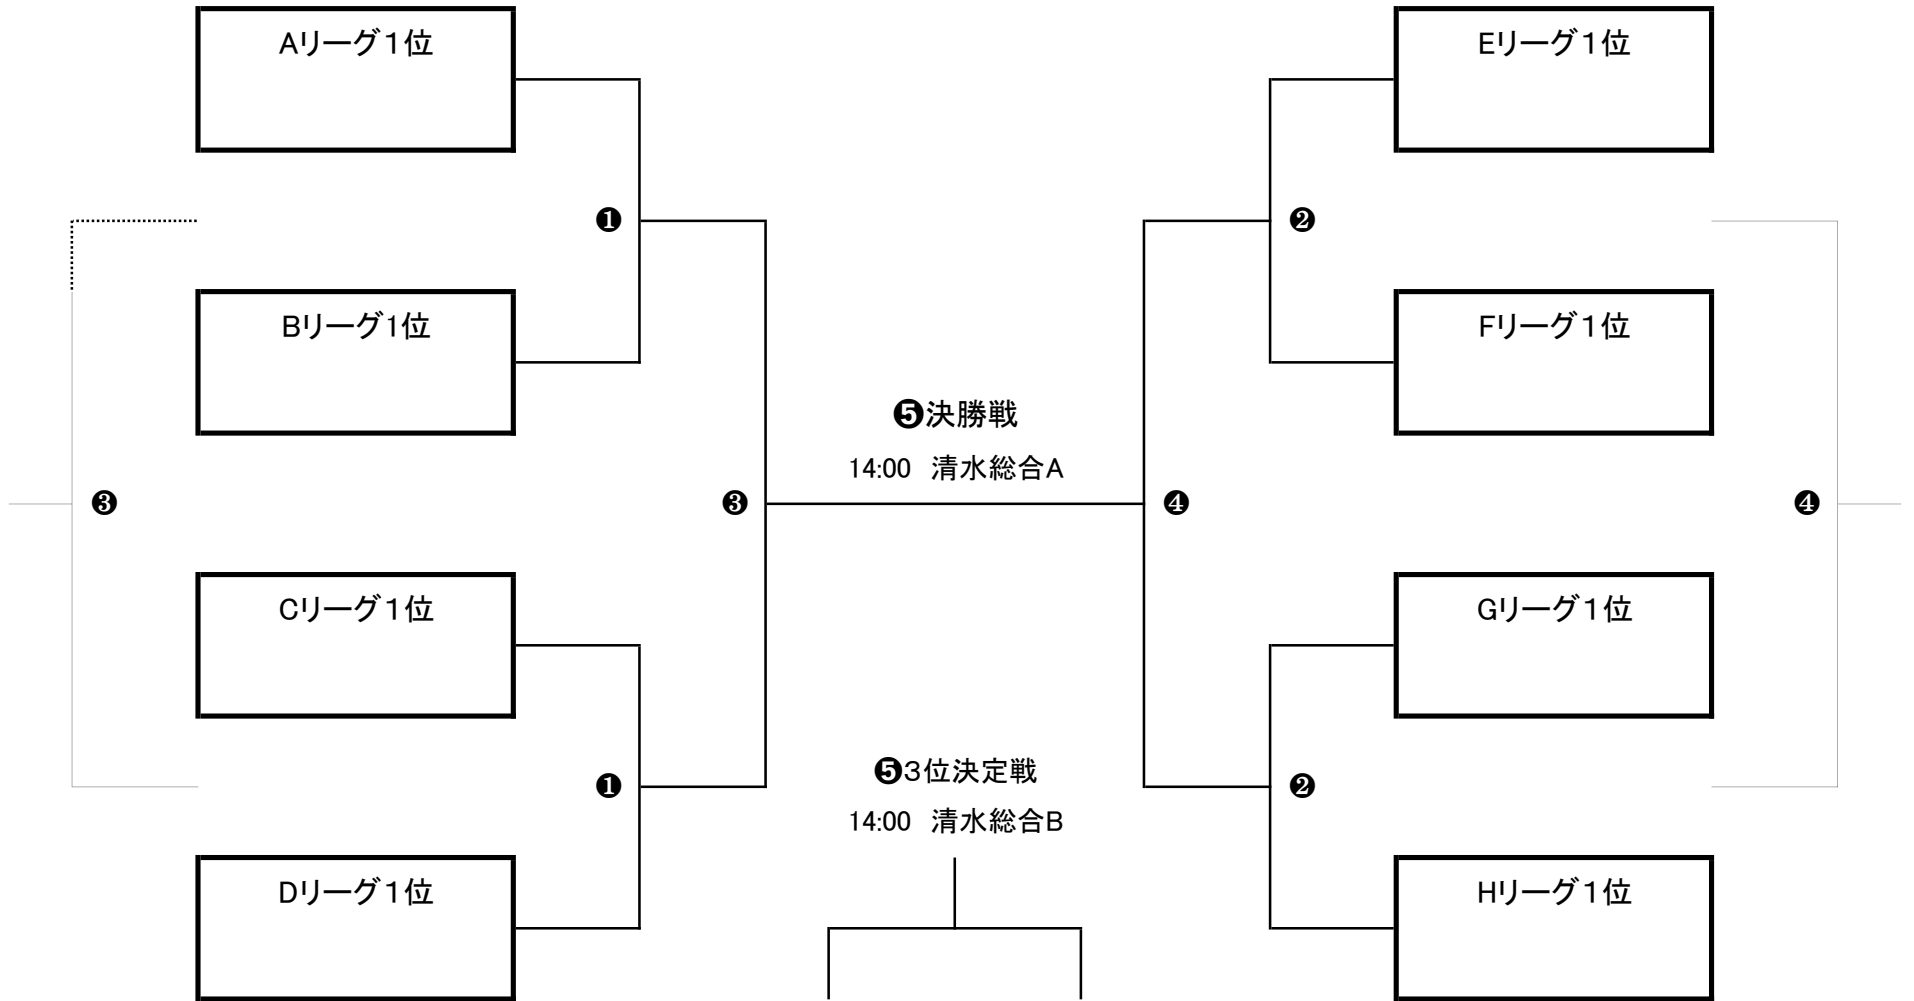 Aリーグ１位
Eリーグ１位
❶
❷
Bリーグ1位
Fリーグ１位
❺決勝戦
14:00　清水総合A
❸
❸
❹
❹
Cリーグ１位
Gリーグ１位
❺３位決定戦
❶
❷
14:00　清水総合B
Dリーグ１位
Hリーグ１位